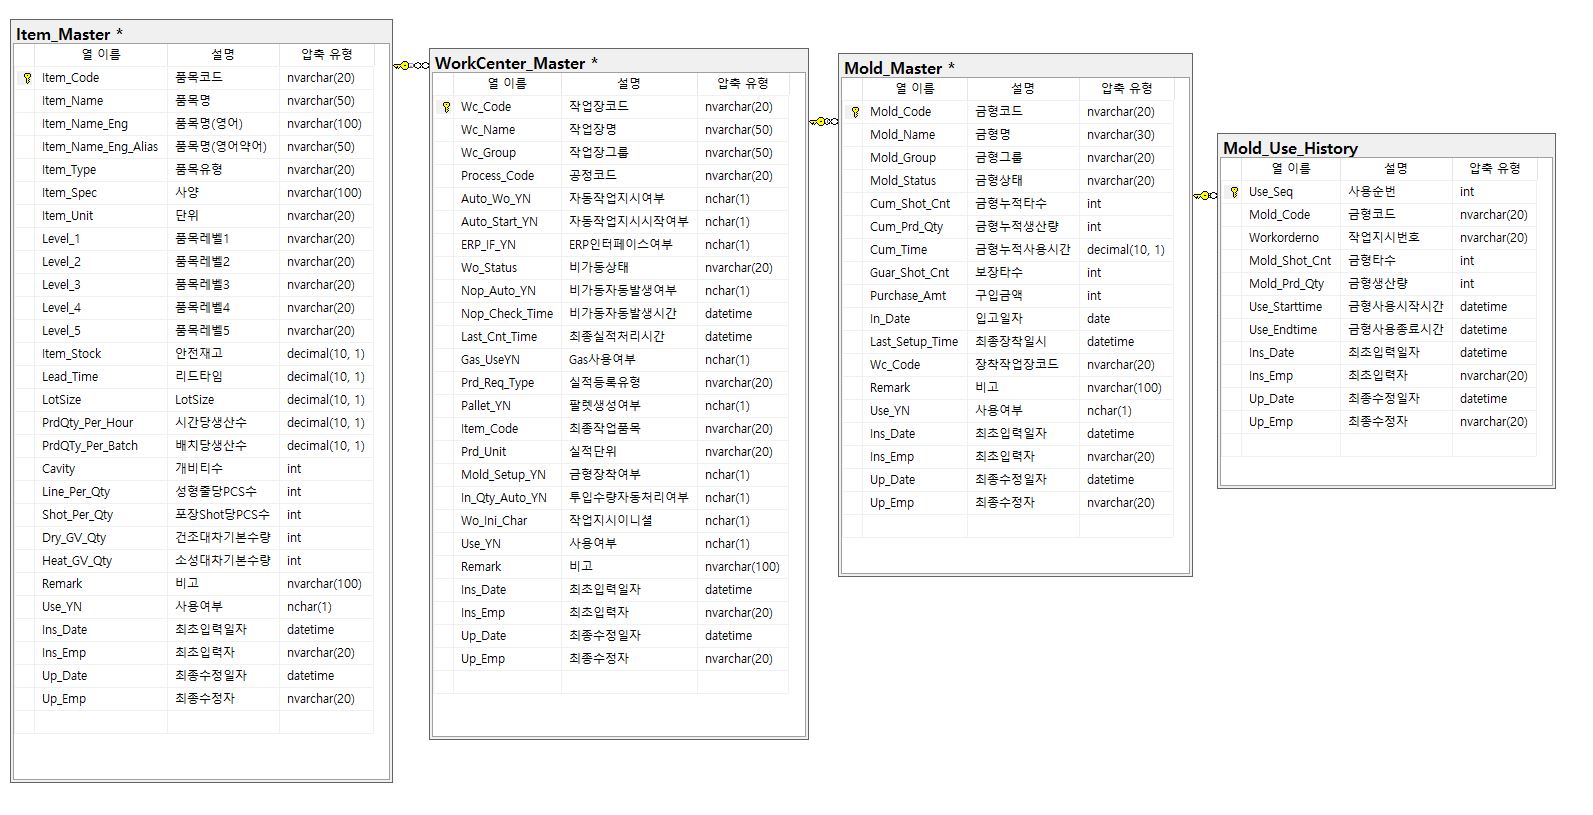 Item_Master *
열 이름 설명 압축 유형
Item_Code 품목코드 nvarchar(20)
Item_Name 품목명 nvarchar(50)
Item_Name_Eng 품목명(영어) nvarchar(100)
Item_Name_Eng_Alias 품목명(영어약어) nvarchar(50)
Item_Type 품목유형 nvarchar(20)
Item_Spec 사양 nvarchar(100)
Item_Unit 단위 nvarchar(20)
Level_1 품목레벨1 nvarchar(20)
Level_2 품목레벨2 nvarchar(20)
Level_3 품목레벨3 nvarchar(20)
Level_4 품목레벨4 nvarchar(20)
Level_5 품목레벨5 nvarchar(20)
Item_Stock 안전재고 decimal(10, 1)
Lead_Time 리드타임 decimal(10, 1)
LotSize LotSize decimal(10, 1)
PrdQty_Per_Hour 시간당생산수 decimal(10, 1)
PrdQTy_Per_Batch 배치당생산수 decimal(10, 1)
Cavity 개비티수 int
Line_Per_Qty 성형줄당PCS수 int
Shot_Per_Qty 포장Shot당PCS수 int
Dry_GV_Qty 건조대차기본수량 int
Heat_GV_Qty 소성대차기본수량 int
Remark 비고 nvarchar(100)
Use_YN 사용여부 nchar(1)
Ins_Date 최초입력일자 datetime
Ins_Emp 최초입력자 nvarchar(20)
Up_Date 최종수정일자 datetime
Up_Emp 최종수정자 nvarchar(20)
WorkCenter_Master *
열 이름 설명 압축 유형
Wc_Code 작업장코드 nvarchar(20)
Wc_Name 작업장명 nvarchar(50)
Wc_Group 작업장그룹 nvarchar(50)
Process_Code 공정코드 nvarchar(20)
Auto_Wo_YN 자동작업지시여부 nchar(1)
Auto_Start_YN 자동작업지시시작여부 nchar(1)
ERP_IF_YN ERP인터페이스여부 nchar(1)
Wo_Status 비가동상태 nvarchar(20)
Nop_Auto_YN 비가동자동발생여부 nchar(1)
Nop_Check_Time 비가동자동발생시간 datetime
Last_Cnt_Time 최종실적처리시간 datetime
Gas_UseYN Gas사용여부 nchar(1)
Prd_Req_Type 실적등록유형 nvarchar(20)
Pallet_YN 팔렛생성여부 nchar(1)
Item_Code 최종작업품목 nvarchar(20)
Prd_Unit 실적단위 nvarchar(20)
Mold_Setup_YN 금형장착여부 nchar(1)
In_Qty_Auto_YN 투입수량자동처리여부 nchar(1)
Wo_Ini_Char 작업지시이니셜 nchar(1)
Use_YN 사용여부 nchar(1)
Remark 비고 nvarchar(100)
Ins_Date 최초입력일자 datetime
Ins_Emp 최초입력자 nvarchar(20)
Up_Date 최종수정일자 datetime
Up_Emp 최종수정자 nvarchar(20)
Mold_Master *
열 이름 설명 압축 유형
Mold_Code 금형코드 nvarchar(20)
Mold_Name 금형명 nvarchar(30)
Mold_Group 금형그룹 nvarchar(20)
Mold_Status 금형상태 nvarchar(20)
Cum_Shot_Cnt 금형누적타수 int
Cum_Prd_Qty 금형누적생산량 int
Cum_Time 금형누적사용시간 decimal(10, 1)
Guar_Shot_Cnt 보장타수 int
Purchase_Amt 구입금액 int
In_Date 입고일자 date
Last_Setup_Time 최종장착일시 datetime
Wc_Code 장착작업장코드 nvarchar(20)
Remark 비고 nvarchar(100)
Use_YN 사용여부 nchar(1)
Ins_Date 최초입력일자 datetime
Ins_Emp 최초입력자 nvarchar(20)
Up_Date 최종수정일자 datetime
Up_Emp 최종수정자 nvarchar(20)
Mold_Use_History
열 이름 설명 압축 유형
Use_Seq 사용순번 int
Mold_Code 금형코드 nvarchar(20)
Workorderno 작업지시번호 nvarchar(20)
Mold_Shot_Cnt 금형타수 int
Mold_Prd_Qty 금형생산량 int
Use_Starttime 금형사용시작시간 datetime
Use_Endtime 금형사용종료시간 datetime
Ins_Date 최초입력일자 datetime
Ins_Emp 최초입력자 nvarchar(20)
Up_Date 최종수정일자 datetime
Up_Emp 최종수정자 nvarchar(20)